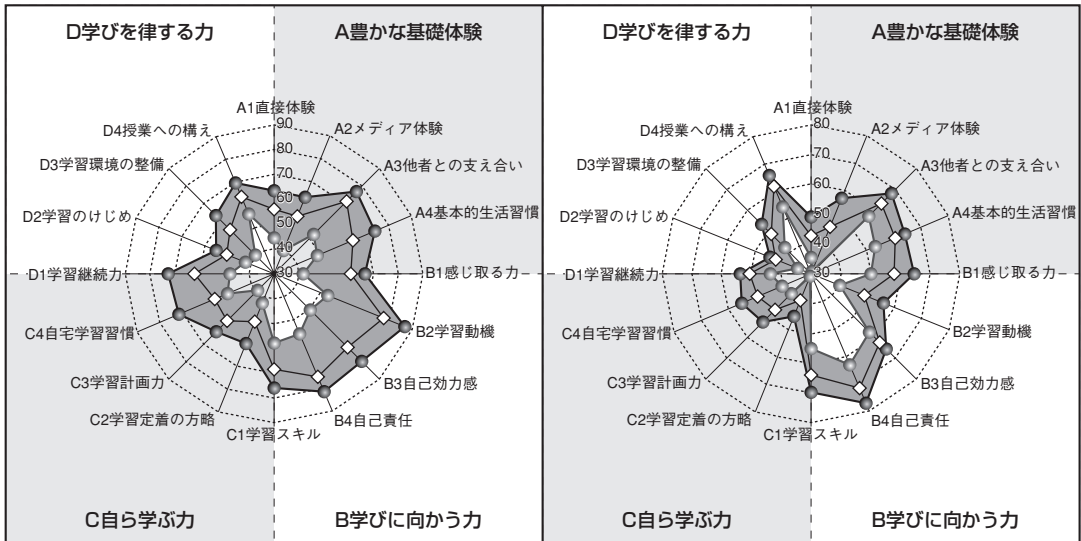 D学びを律する力
A豊かな基礎体験
A1直接体験
A2メディア体験
A3他者との支え合い
A4基本的生活習慣
B1感じ取る力
B2学習動機
B3自己効力感
B4自己責任
C1学習スキル
C2学習定着の方略
C3学習計画力
C4自宅学習習慣
D1学習継続力
D2学習のけじめ
D3学習環境の整備
D4授業への構え
90
80
70
60
50
40
30
C自ら学ぶ力
B学びに向かう力
D学びを律する力
A豊かな基礎体験
A1直接体験
A2メディア体験
A3他者との支え合い
A4基本的生活習慣
B1感じ取る力
B2学習動機
B3自己効力感
B4自己責任
C1学習スキル
C2学習定着の方略
C3学習計画力
C4自宅学習習慣
D1学習継続力
D2学習のけじめ
D3学習環境の整備
D4授業への構え
80
70
60
50
40
30
C自ら学ぶ力
B学びに向かう力